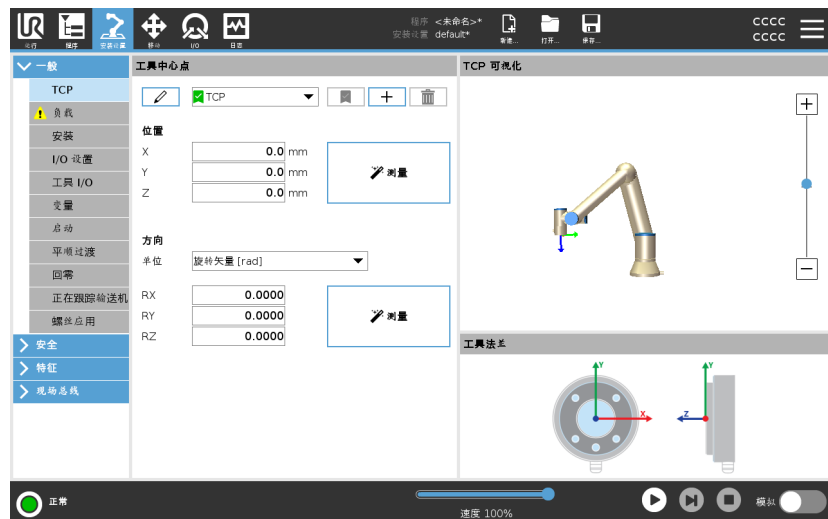 UR
程序 <未命名>*
安装设置 default*
CCCC
CCCC
运行
程序
安装设置
移动
I/O
日志
新建...
打开...
保存...
一般
TCP
负载
安装
I/O 设置
工具 I/O
变量
启动
平顺过渡
回零
正在跟踪输送机
螺丝应用
安全
特征
现场总线
工具中心点
TCP
位置
X 0.0 mm
Y 0.0 mm
Z 0.0 mm
测量
方向
单位 旋转矢量 [rad]
RX 0.0000
RY 0.0000
RZ 0.0000
测量
TCP 可视化
工具法兰
Y
X
Y
Z
正常
速度 100%
模拟